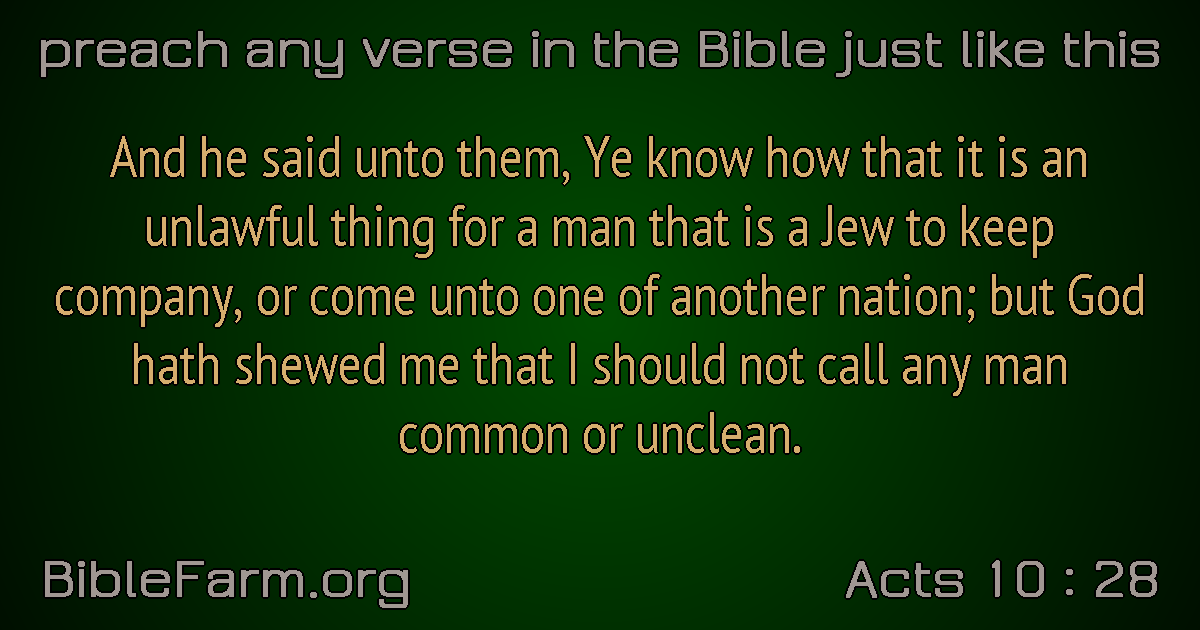 preach any verse in the Bible just like this
And he said unto them, Ye know how that it is an
unlawful thing for a man that is a Jew to keep
company, or come unto one of another nation; but God
hath shewed me that I should not call any man
common or unclean.
BibleFarm.org
Acts 10 : 28